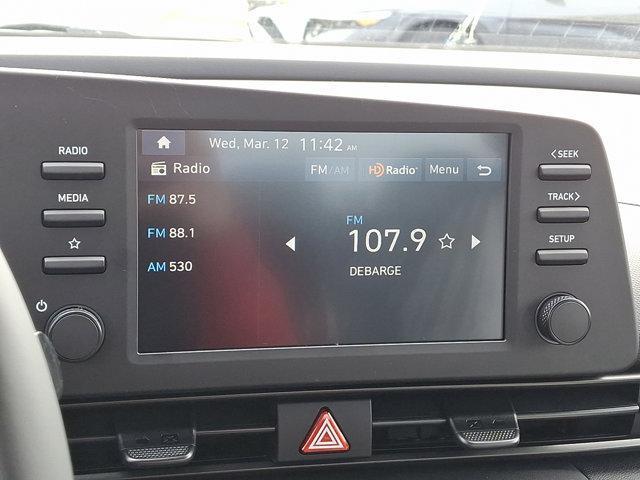 Wed, Mar. 12 11:42 AM
RADIO
Radio
FM/AM
HD Radio
Menu
< SEEK
MEDIA
FM 87.5
TRACK >
FM 88.1
FM
107.9
SETUP
AM 530
DEBARGE